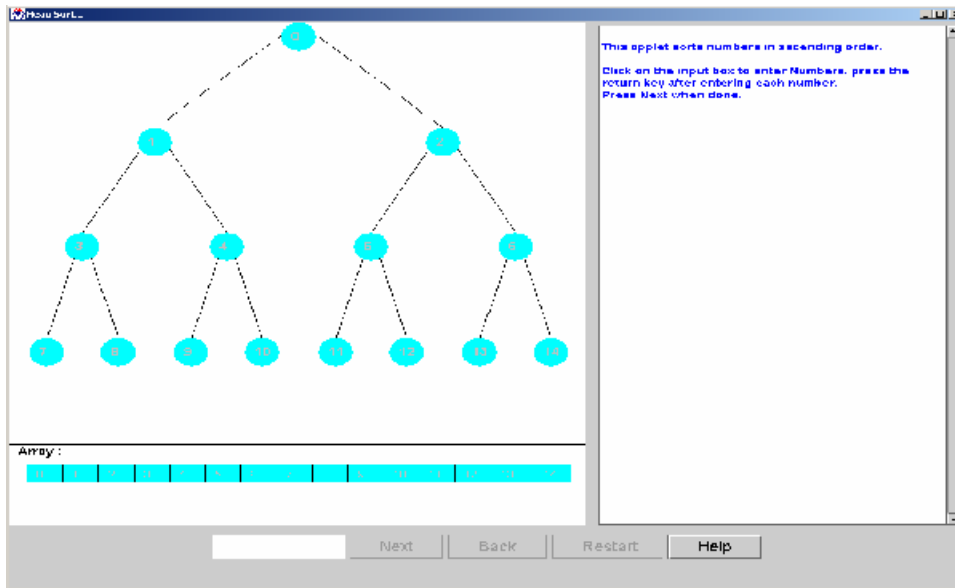 Heap Sort...
0
This applet sorts numbers in ascending order.
Click on the input box to enter Numbers, press the
return key after entering each number.
Press Next when done.
1 2
3 4 5 6
7 8 9 10 11 12 13 14
Array :
Next Back Restart Help